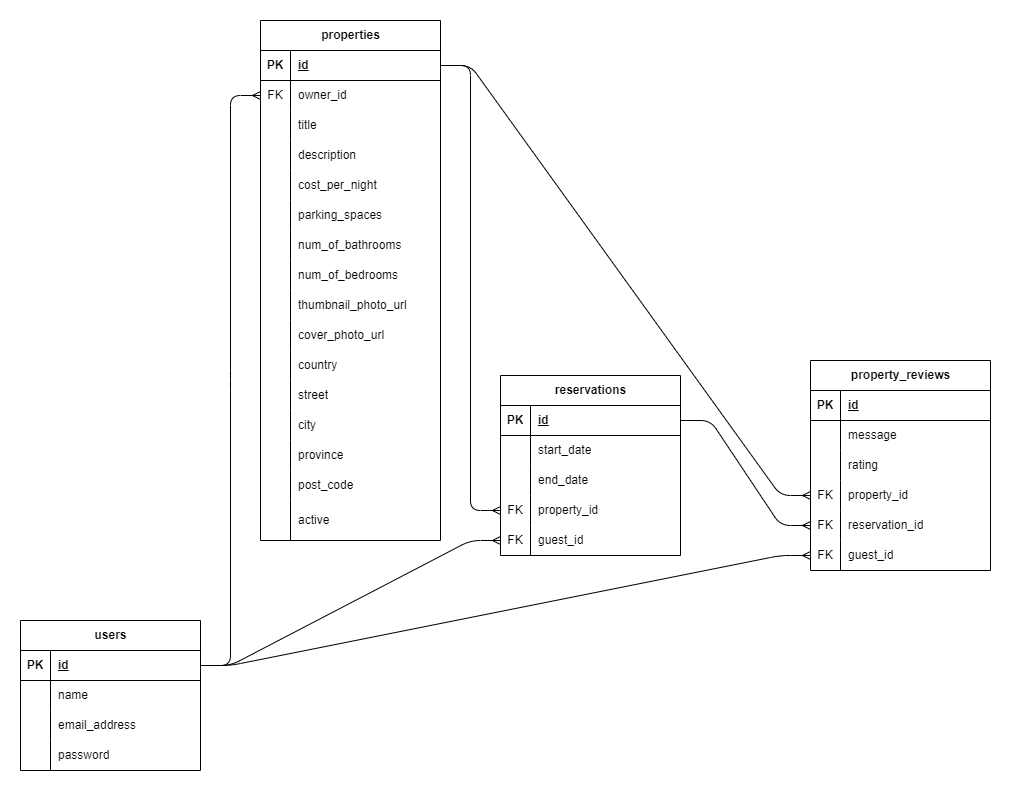 properties
PK id
FK owner_id
title
description
cost_per_night
parking_spaces
num_of_bathrooms
num_of_bedrooms
thumbnail_photo_url
cover_photo_url
country
street
city
province
post_code
active
reservations
PK id
start_date
end_date
FK property_id
FK guest_id
property_reviews
PK id
message
rating
FK property_id
FK reservation_id
FK guest_id
users
PK id
name
email_address
password